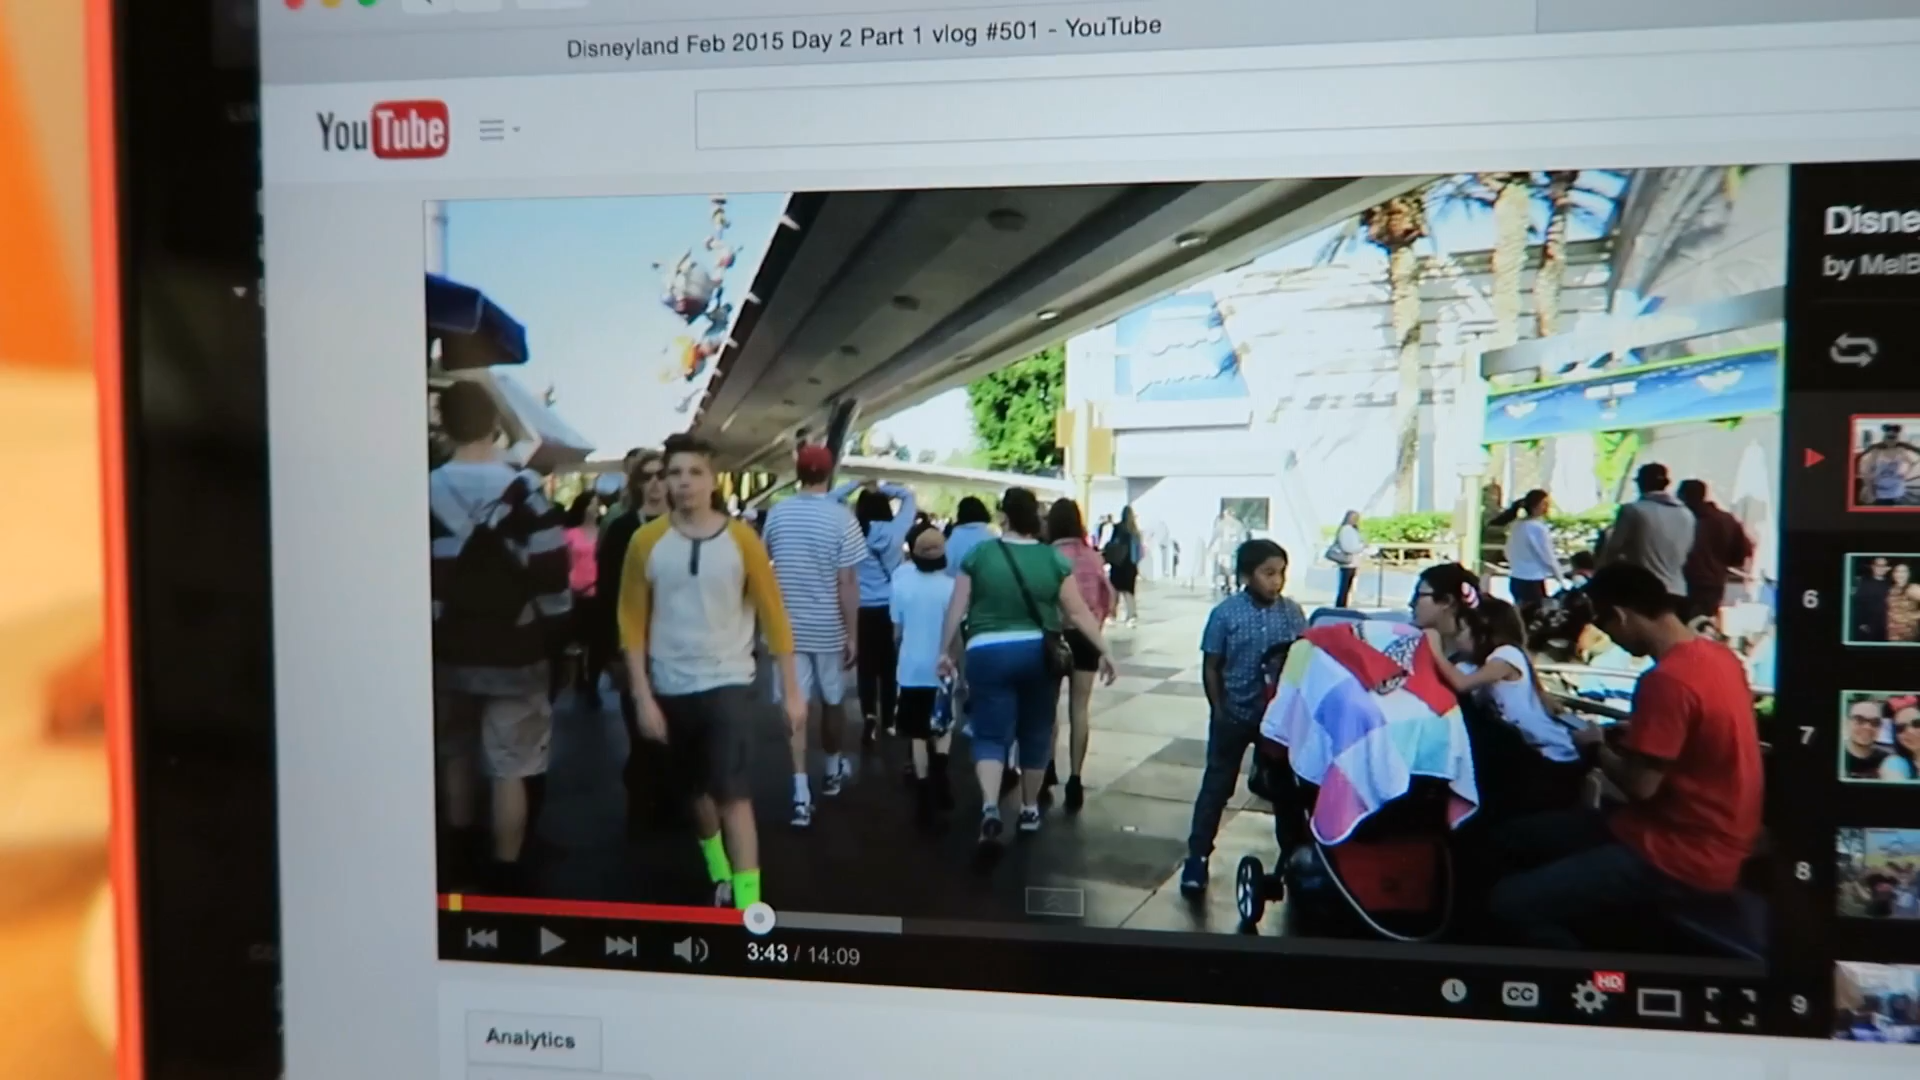 Disneyland Feb 2015 Day 2 Part 1 vlog #501 - YouTube
YouTube
Disne
by MelB
6
7
8
9
3:43 / 14:09
CC
HD
Analytics